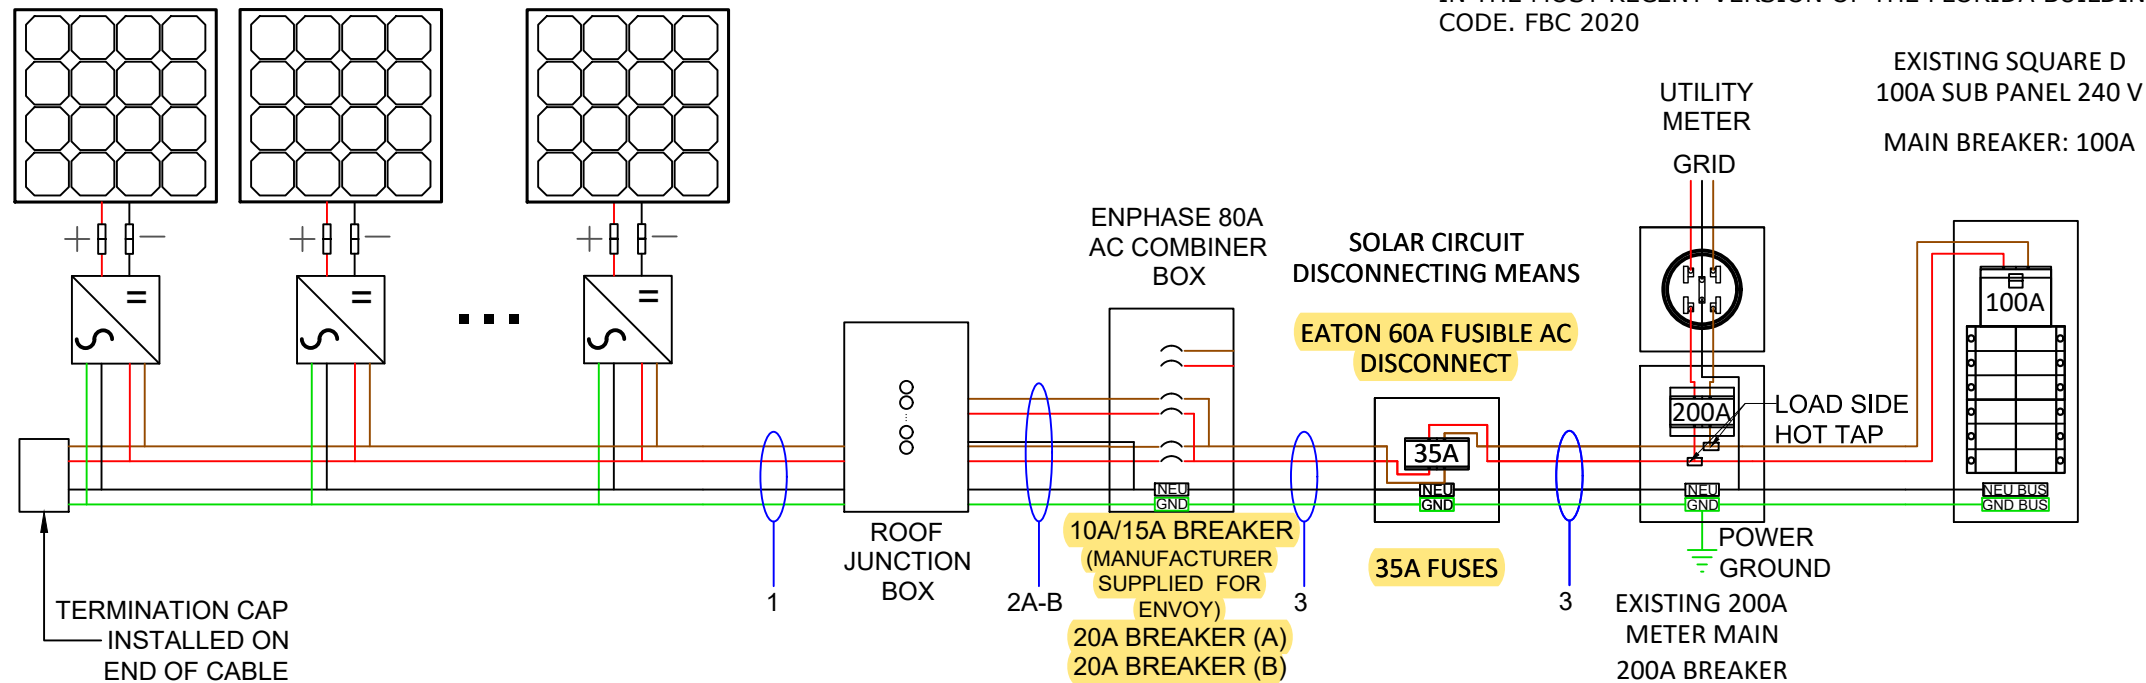 CODE. FBC 2020
EXISTING SQUARE D
100A SUB PANEL 240 V
MAIN BREAKER: 100A
UTILITY
METER
GRID
ENPHASE 80A
AC COMBINER
BOX
SOLAR CIRCUIT
DISCONNECTING MEANS
EATON 60A FUSIBLE AC
DISCONNECT
100A
200A
LOAD SIDE
HOT TAP
35A
NEU
GND
NEU
GND
NEU
GND
NEU BUS
GND BUS
ROOF
JUNCTION
BOX
10A/15A BREAKER
(MANUFACTURER
SUPPLIED FOR
ENVOY)
20A BREAKER (A)
20A BREAKER (B)
35A FUSES
POWER
GROUND
1
2A-B
3
3
EXISTING 200A
METER MAIN
200A BREAKER
TERMINATION CAP
INSTALLED ON
END OF CABLE